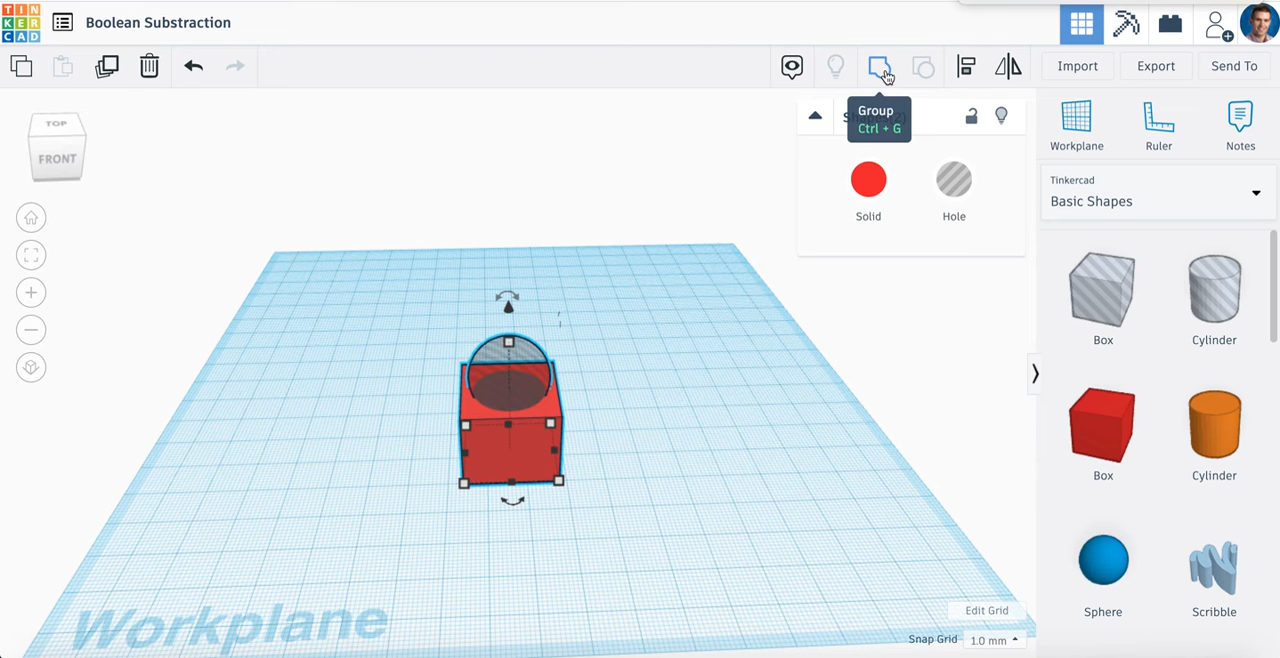 TIN
KER
CAD
Boolean Substraction
Import
Export
Send To
Group
Ctrl + G
Solid
Hole
TOP
FRONT
Workplane
Ruler
Notes
Tinkercad
Basic Shapes
Box
Cylinder
Box
Cylinder
Sphere
Scribble
Workplane
Edit Grid
Snap Grid
1.0 mm